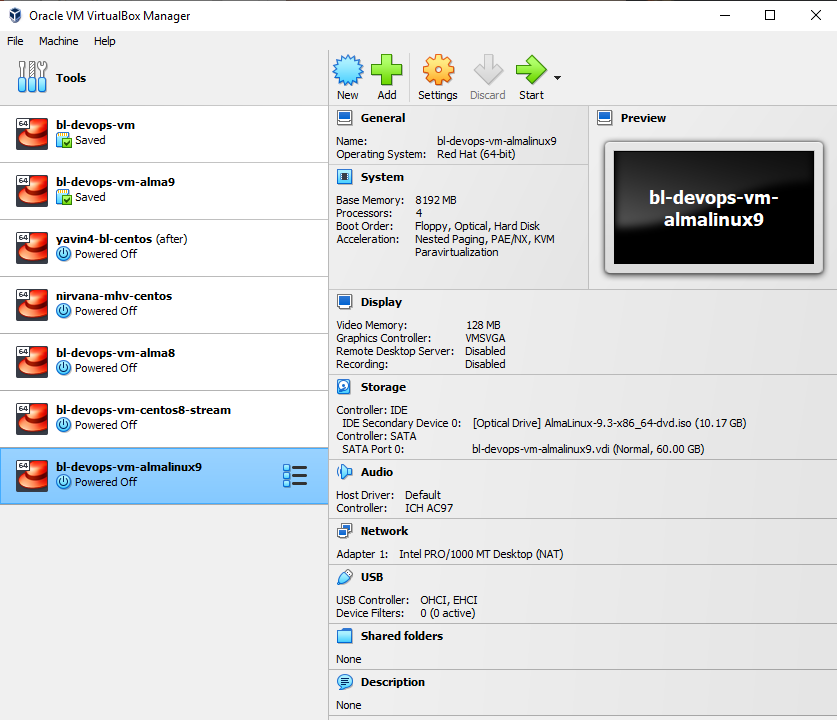 Oracle VM VirtualBox Manager
File Machine Help
Tools
New Add Settings Discard Start
64 bl-devops-vm
Saved
64 bl-devops-vm-alma9
Saved
64 yavin4-bl-centos (after)
Powered Off
64 nirvana-mhv-centos
Powered Off
64 bl-devops-vm-alma8
Powered Off
64 bl-devops-vm-centos8-stream
Powered Off
64 bl-devops-vm-almalinux9
Powered Off
General
Name: bl-devops-vm-almalinux9
Operating System: Red Hat (64-bit)
System
Base Memory: 8192 MB
Processors: 4
Boot Order: Floppy, Optical, Hard Disk
Acceleration: Nested Paging, PAE/NX, KVM
Paravirtualization
Preview
bl-devops-vm-
almalinux9
Display
Video Memory: 128 MB
Graphics Controller: VMSVGA
Remote Desktop Server: Disabled
Recording: Disabled
Storage
Controller: IDE
IDE Secondary Device 0: [Optical Drive] AlmaLinux-9.3-x86_64-dvd.iso (10.17 GB)
Controller: SATA
SATA Port 0: bl-devops-vm-almalinux9.vdi (Normal, 60.00 GB)
Audio
Host Driver: Default
Controller: ICH AC97
Network
Adapter 1: Intel PRO/1000 MT Desktop (NAT)
USB
USB Controller: OHCI, EHCI
Device Filters: 0 (0 active)
Shared folders
None
Description
None